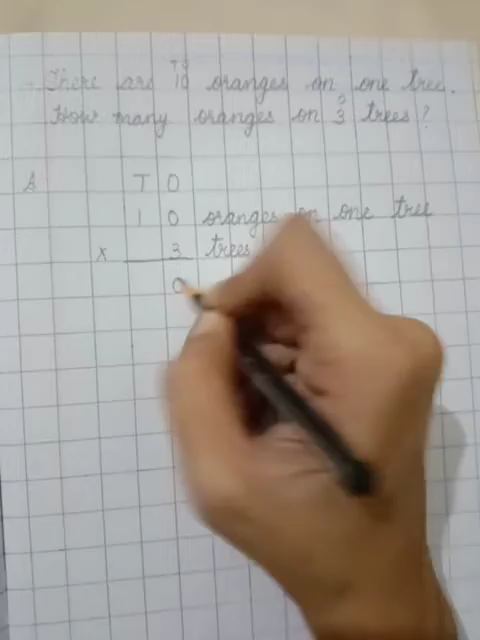 There are 10 oranges on one tree.
T O
How many oranges on 3 trees?
O
A
T O
1 0 oranges on one tree
x 3 trees
0